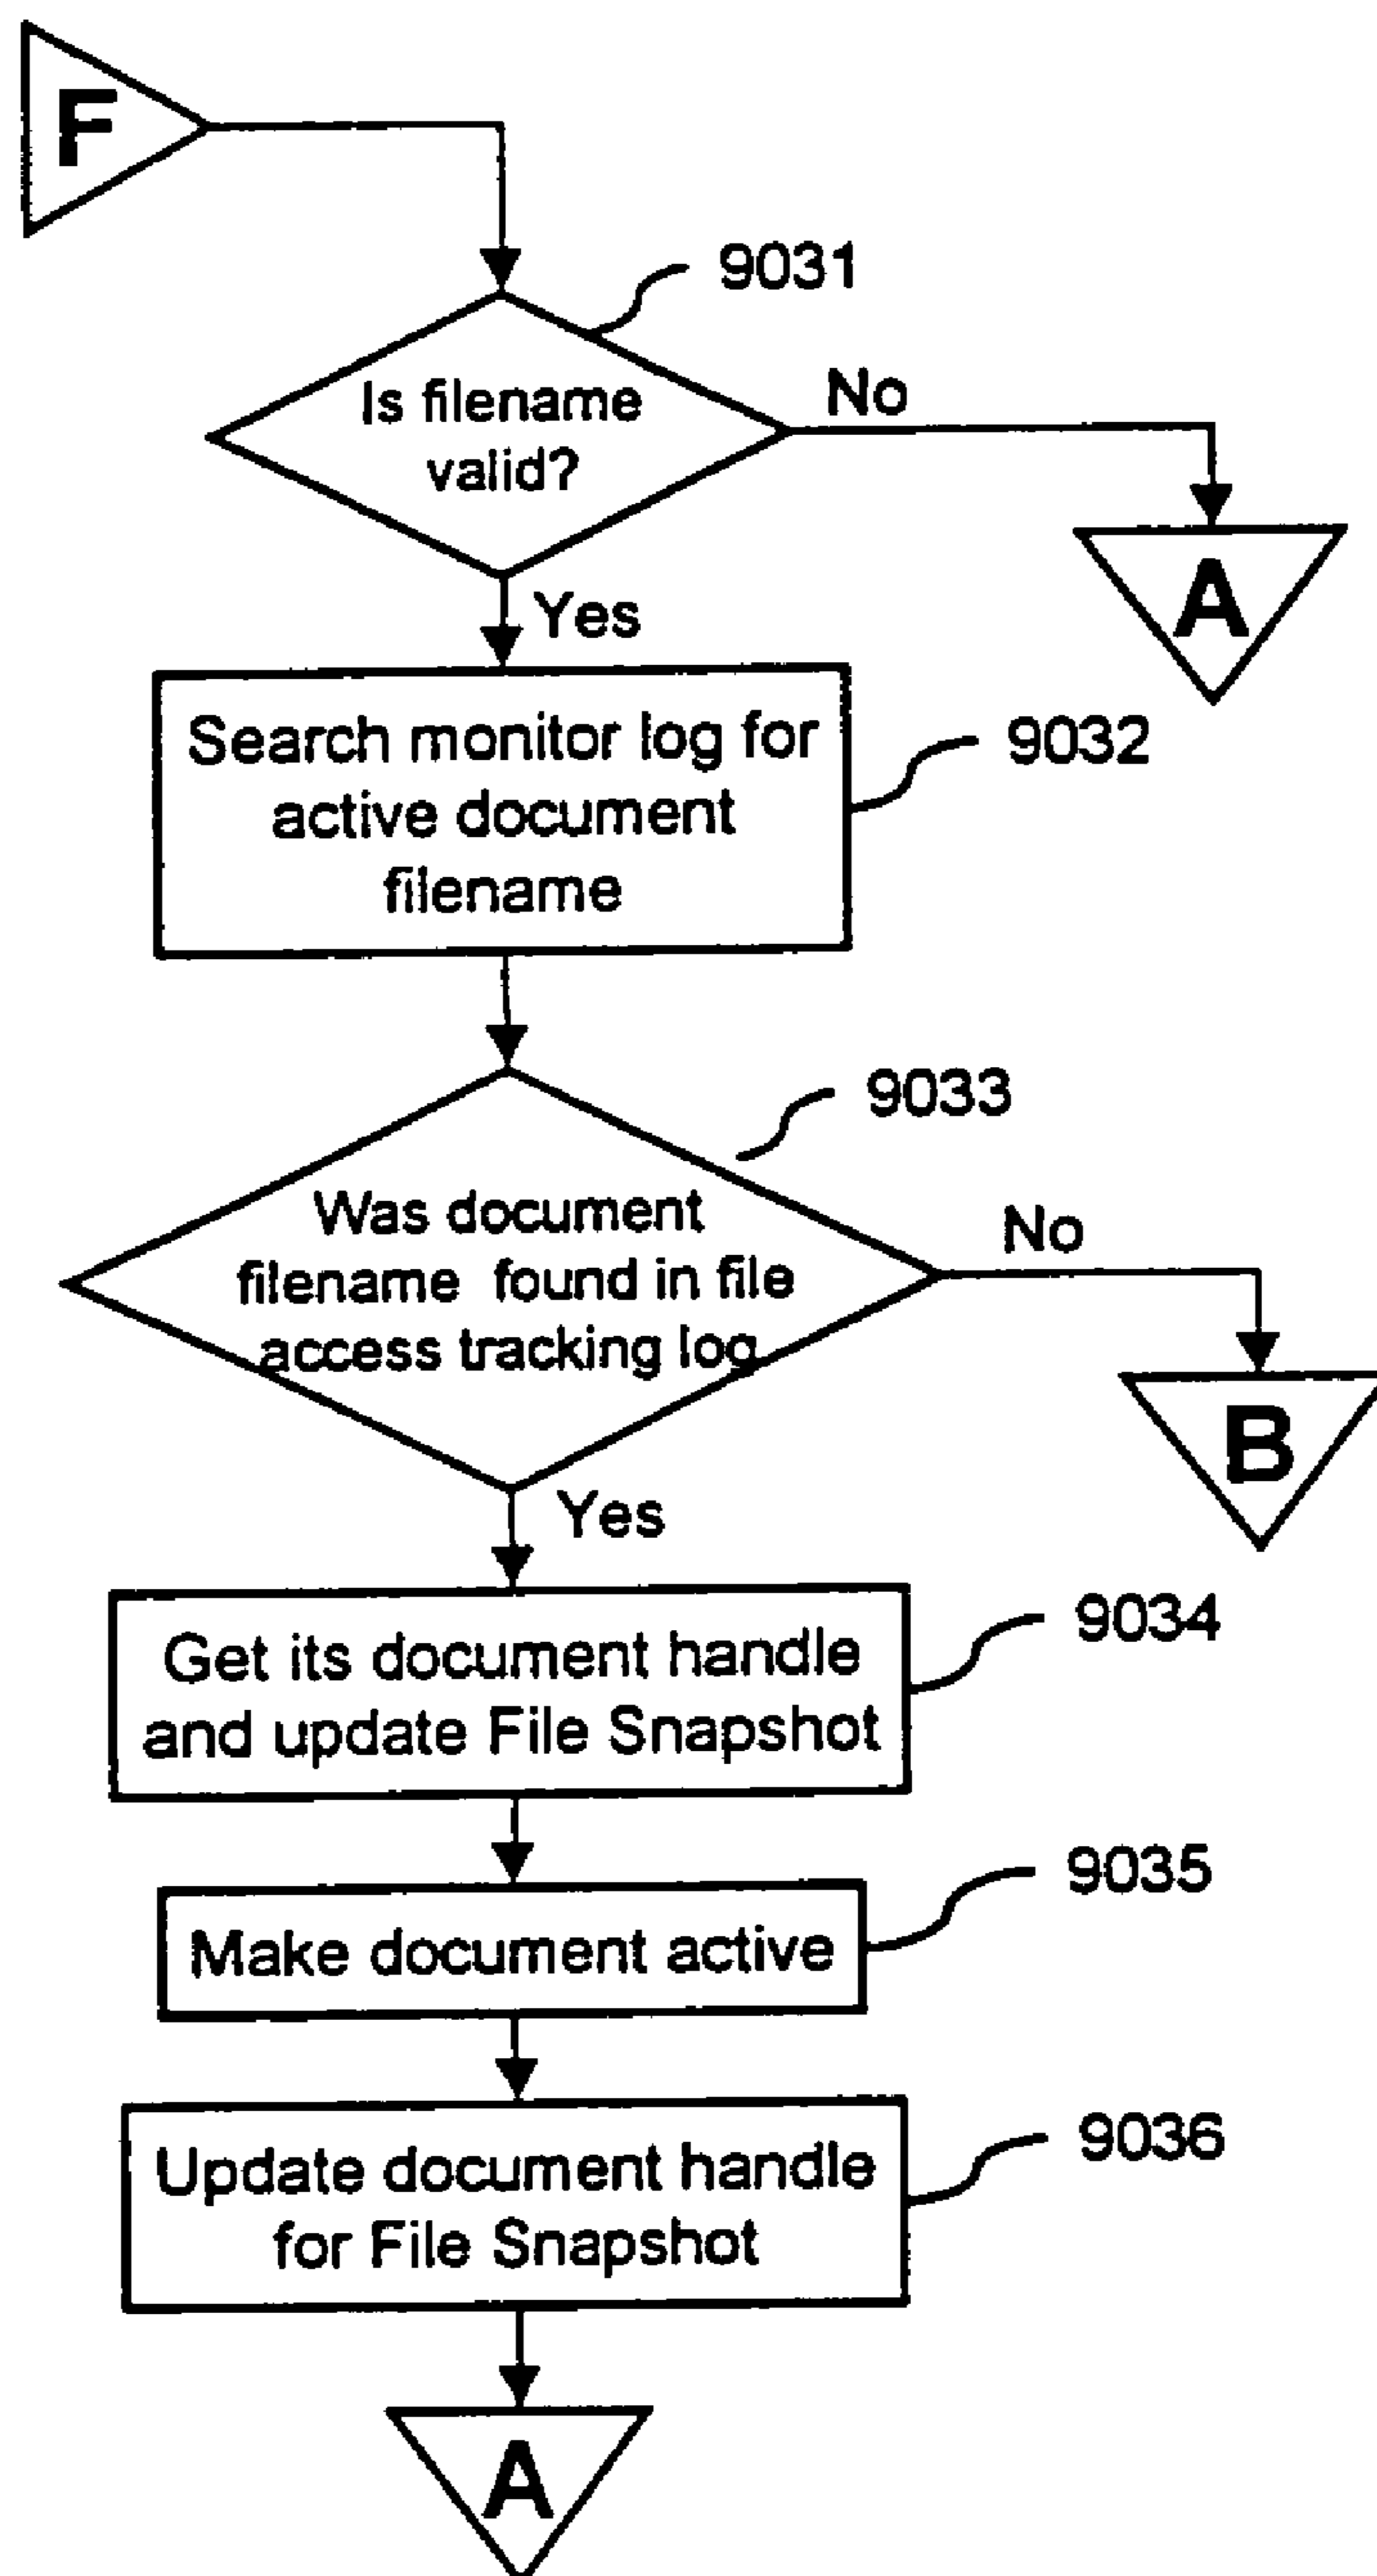 F
9031
Is filename
valid?
No
A
Yes
Search monitor log for
active document
filename
9032
9033
Was document
filename found in file
access tracking log
No
B
Yes
Get its document handle
and update File Snapshot
9034
9035
Make document active
9036
Update document handle
for File Snapshot
A